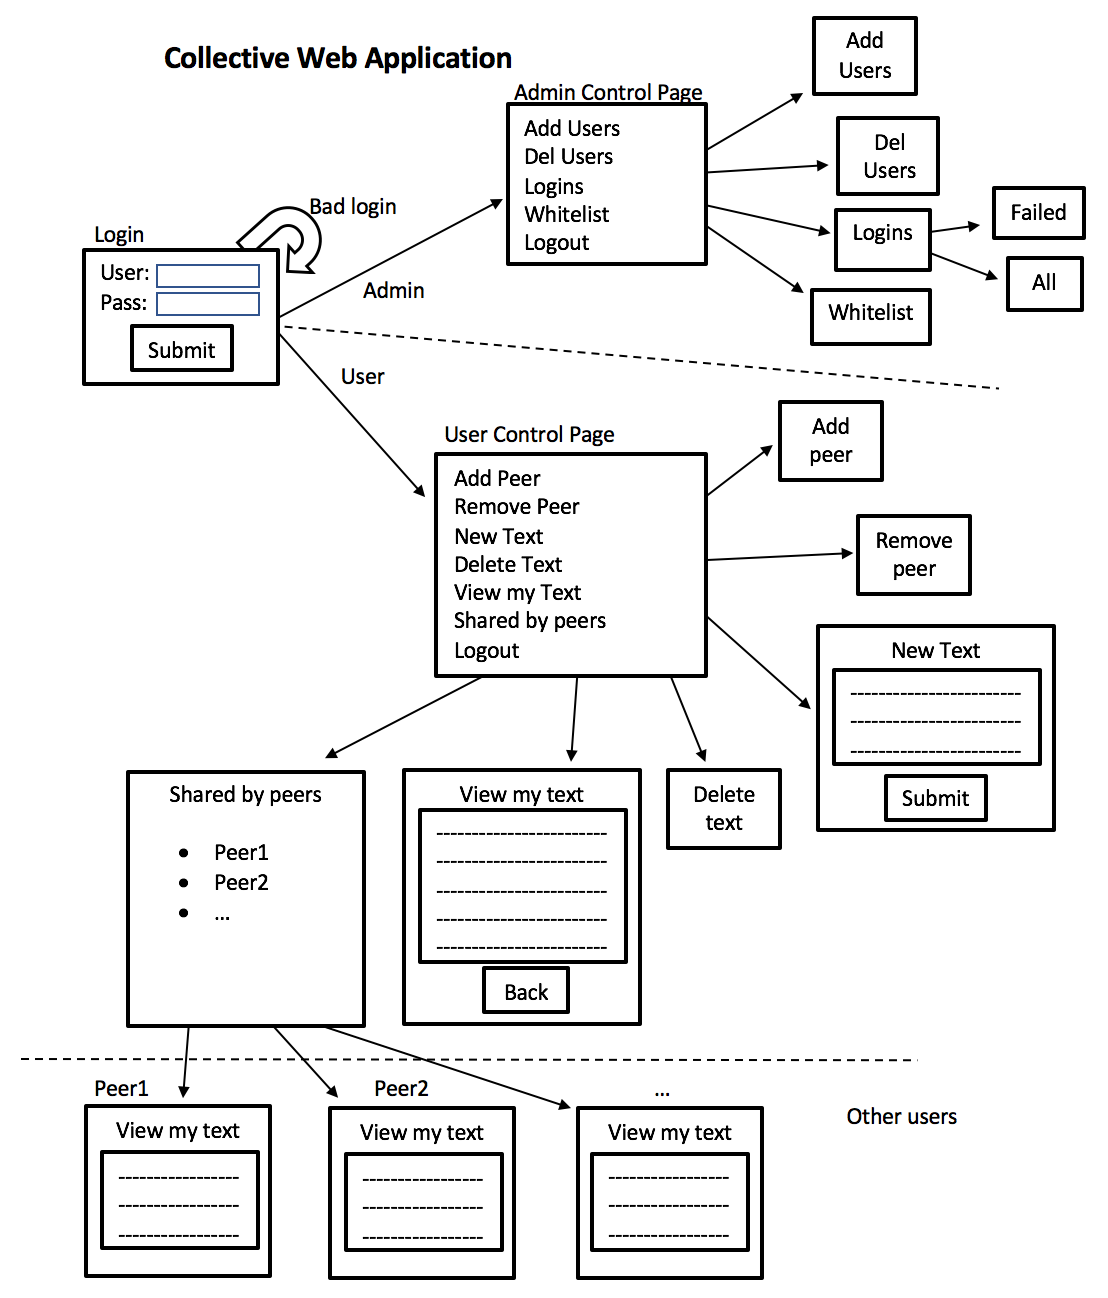 Collective Web Application
Admin Control Page
Add Users
Del Users
Logins
Whitelist
Logout
Add
Users
Del
Users
Logins
Failed
All
Whitelist
Bad login
Login
User:
Pass:
Submit
Admin
User
User Control Page
Add Peer
Remove Peer
New Text
Delete Text
View my Text
Shared by peers
Logout
Add
peer
Remove
peer
New Text
---------------------------
---------------------------
---------------------------
Submit
Shared by peers
• Peer1
• Peer2
• ...
View my text
---------------------------
---------------------------
---------------------------
---------------------------
---------------------------
Back
Delete
text
Peer1
View my text
-------------------
-------------------
-------------------
Peer2
View my text
-------------------
-------------------
-------------------
...
View my text
-------------------
-------------------
-------------------
Other users